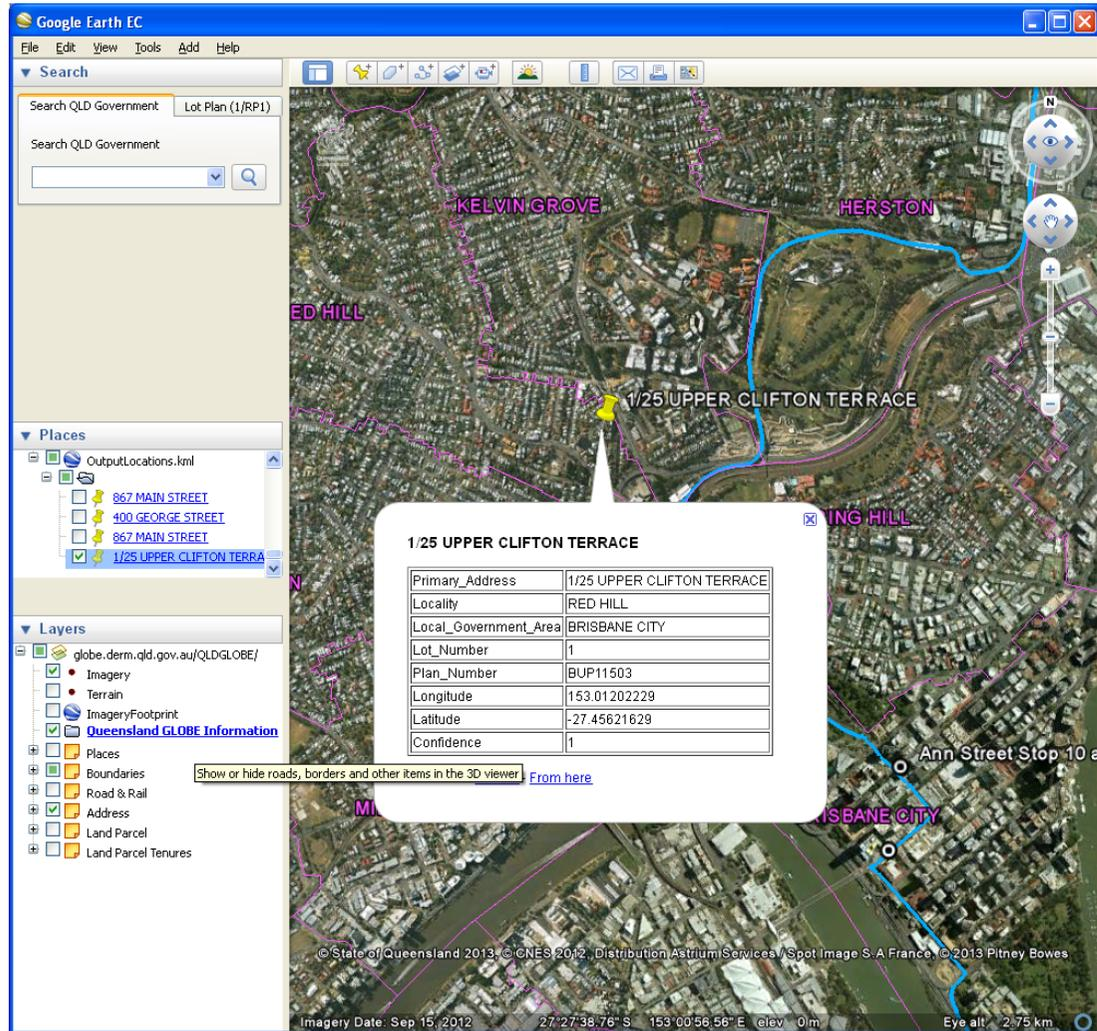 Google Earth EC
File Edit View Tools Add Help
Search
Search QLD Government
Lot Plan (1/RP1)
Search QLD Government
Places
OutputLocations.kml
867 MAIN STREET
400 GEORGE STREET
867 MAIN STREET
1/25 UPPER CLIFTON TERRA
Layers
globe.derm.qld.gov.au/QLDGLOBE/
Imagery
Terrain
ImageryFootprint
Queensland GLOBE Information
Places
Boundaries
Road & Rail
Address
Land Parcel
Land Parcel Tenures
Show or hide roads, borders and other items in the 3D viewer
N
KELVIN GROVE
HERSTON
ED HILL
1/25 UPPER CLIFTON TERRACE
ING HILL
1/25 UPPER CLIFTON TERRACE
Primary_Address 1/25 UPPER CLIFTON TERRACE
Locality RED HILL
Local_Government_Area BRISBANE CITY
Lot_Number 1
Plan_Number BUP11503
Longitude 153.01202229
Latitude -27.45621629
Confidence 1
From here
N
Ann Street Stop 10 a
MI
ISBANE CITY
© State of Queensland 2013, © CNES 2012, Distribution Astrium Services / Spot Image S.A France, © 2013 Pitney Bowes
Imagery Date: Sep 15, 2012 27°27'38.76" S 153°00'56.56" E elev 0 m Eye alt 2.75 km